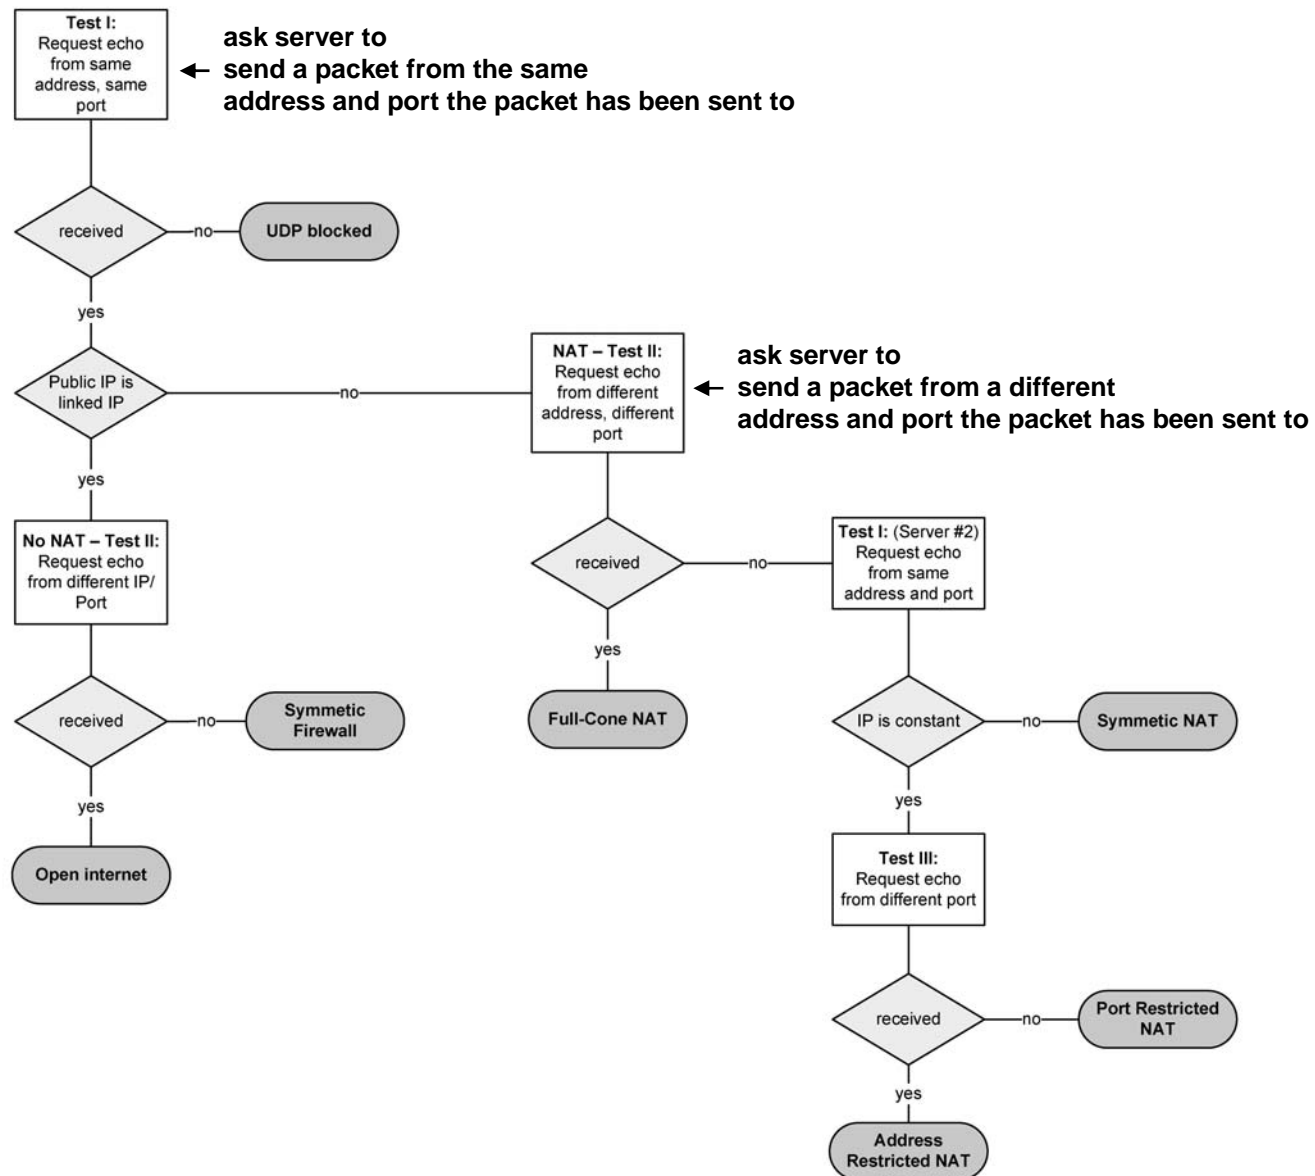 Test I:
Request echo
from same
address, same
port
ask server to
send a packet from the same
address and port the packet has been sent to
received
no
UDP blocked
yes
Public IP is
linked IP
no
NAT – Test II:
Request echo
from different
address, different
port
ask server to
send a packet from a different
address and port the packet has been sent to
yes
No NAT – Test II:
Request echo
from different IP/
Port
received
no
Test I: (Server #2)
Request echo
from same
address and port
yes
received
no
Symmetic
Firewall
Full-Cone NAT
IP is constant
no
Symmetic NAT
yes
Open internet
yes
Test III:
Request echo
from different port
received
no
Port Restricted
NAT
yes
Address
Restricted NAT